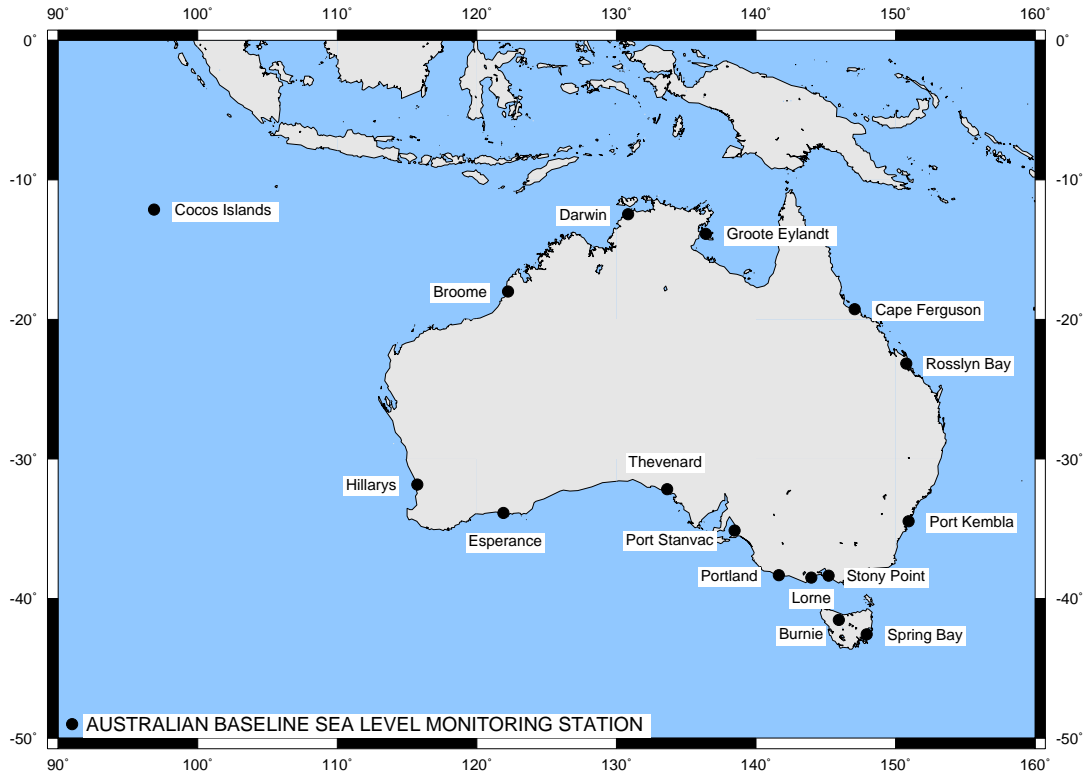 90˚ 100˚ 110˚ 120˚ 130˚ 140˚ 150˚ 160˚
0˚ 0˚
-10˚ -10˚
Cocos Islands
Darwin
Groote Eylandt
Broome
Cape Ferguson
-20˚ -20˚
Rosslyn Bay
-30˚ -30˚
Thevenard
Hillarys
Port Kembla
Esperance
Port Stanvac
Portland
Stony Point
Lorne
-40˚ -40˚
Burnie
Spring Bay
AUSTRALIAN BASELINE SEA LEVEL MONITORING STATION
-50˚ -50˚
90˚ 100˚ 110˚ 120˚ 130˚ 140˚ 150˚ 160˚